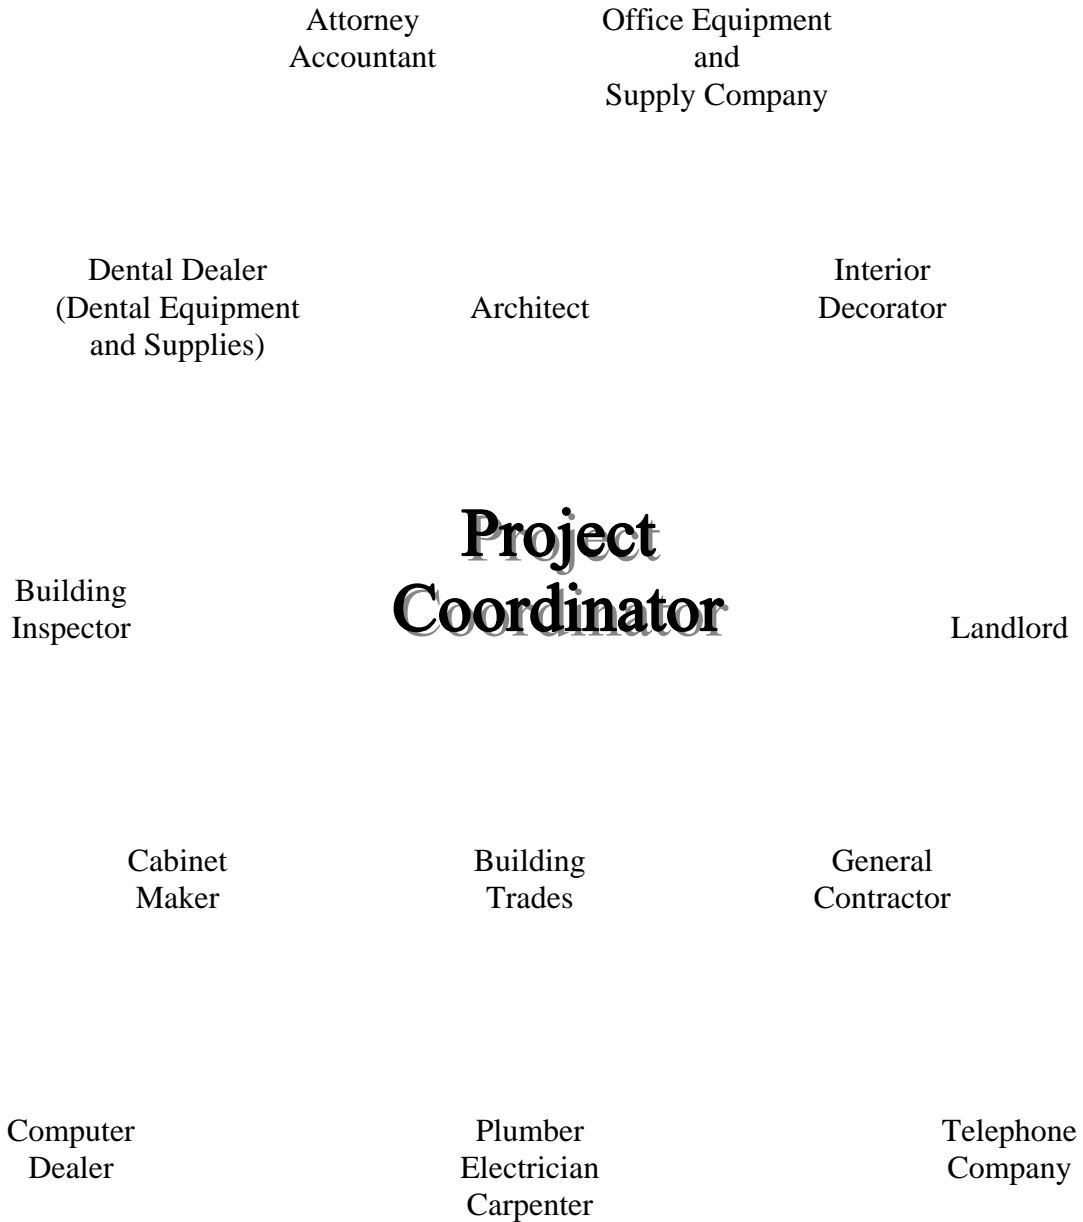 Attorney
Accountant
Office Equipment
and
Supply Company
Dental Dealer
(Dental Equipment
and Supplies)
Architect
Interior
Decorator
Project
Coordinator
Building
Inspector
Landlord
Cabinet
Maker
Building
Trades
General
Contractor
Computer
Dealer
Plumber
Electrician
Carpenter
Telephone
Company